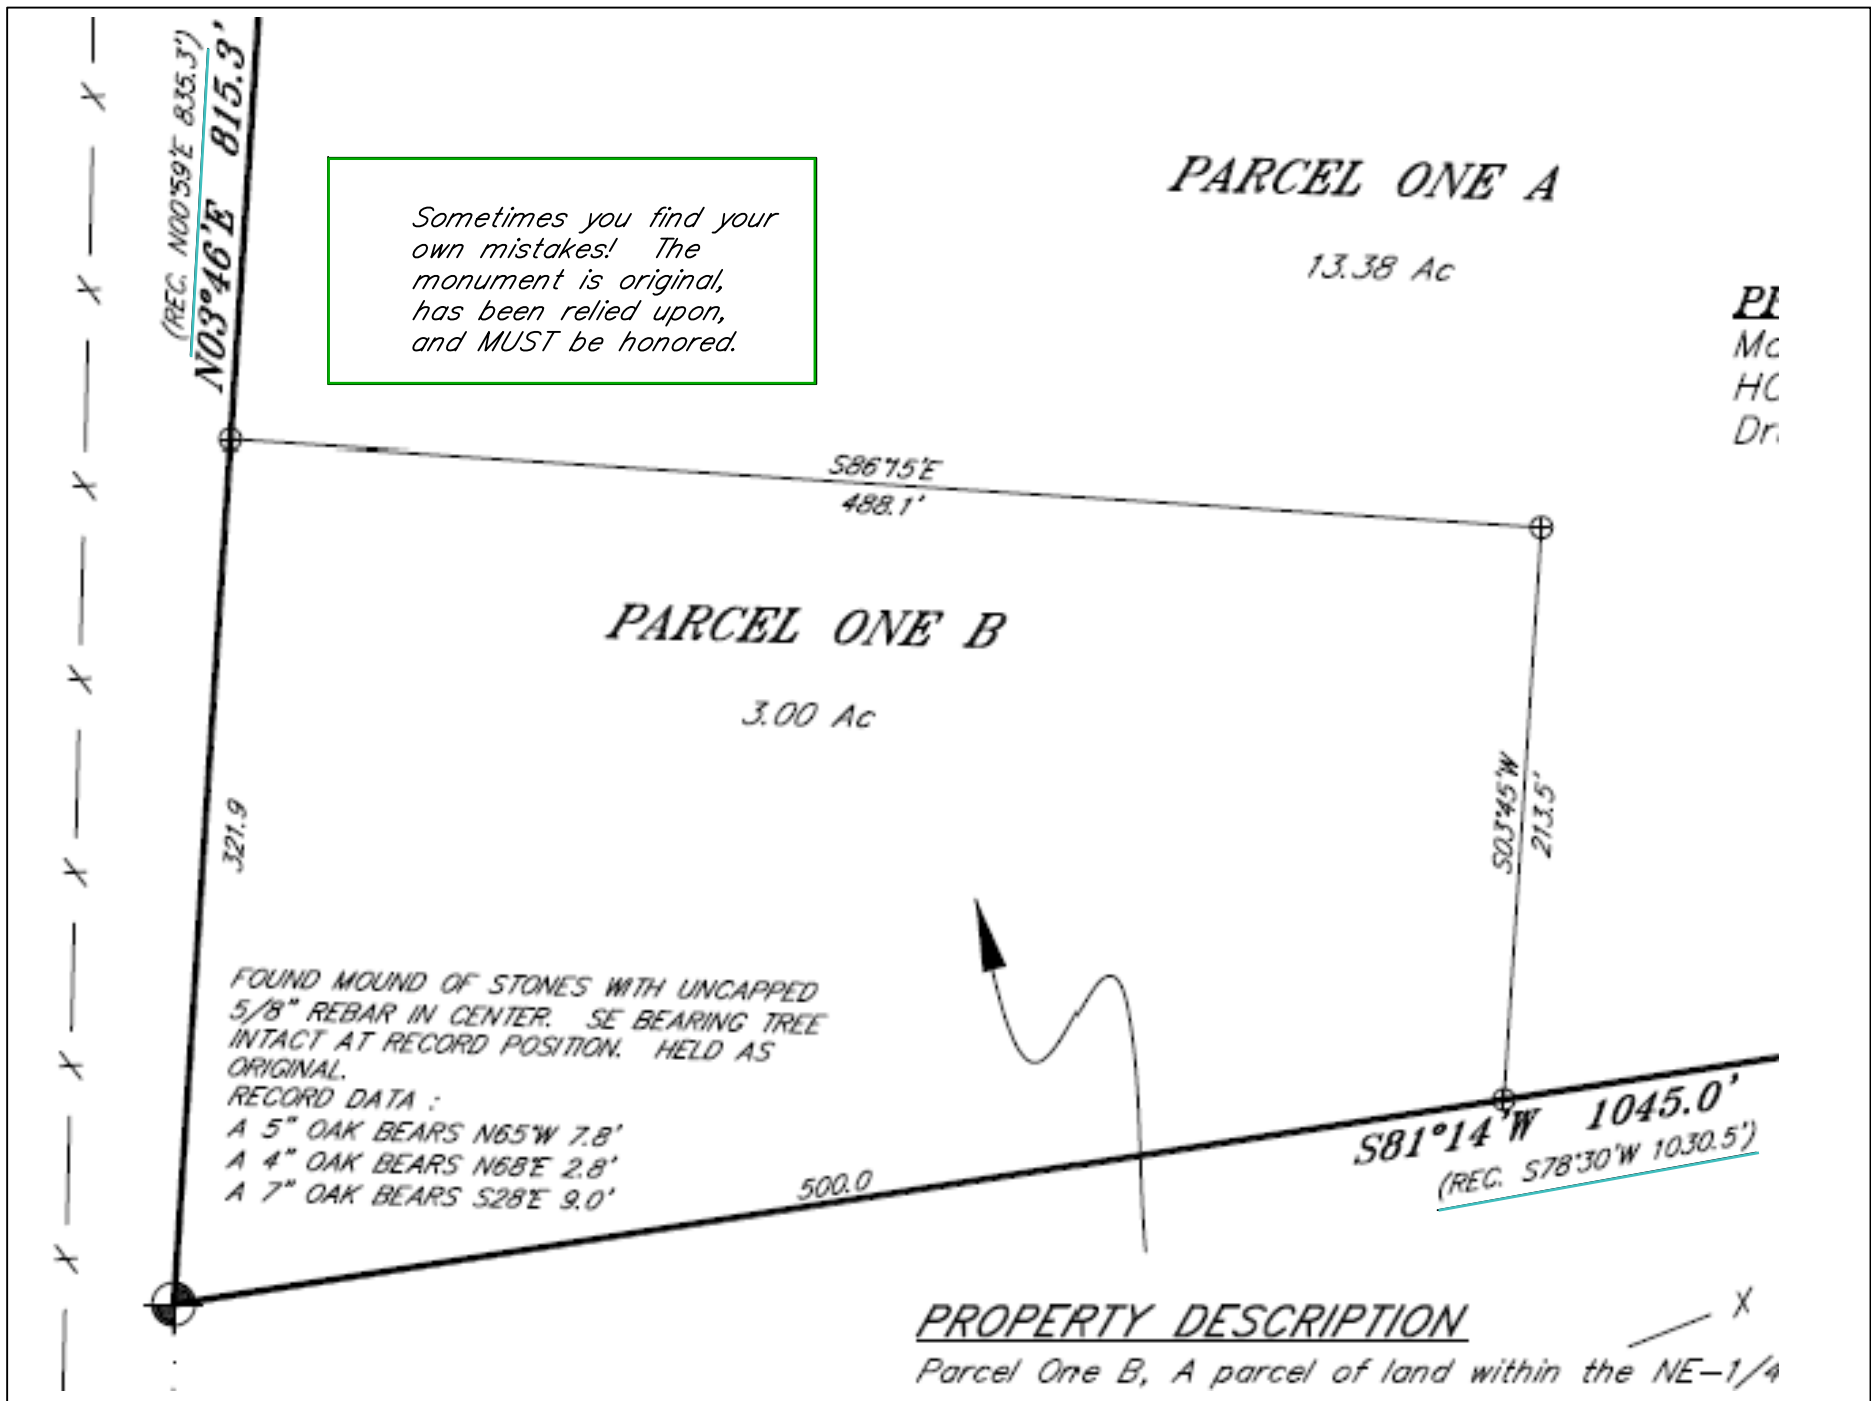 (REC. N00°59'E 835.3')
N03°46'E 815.3'
Sometimes you find your
own mistakes! The
monument is original,
has been relied upon,
and MUST be honored.
PARCEL ONE A
13.38 Ac
S86°15'E
488.1'
PARCEL ONE B
3.00 Ac
321.9
S03°45'W
213.5'
FOUND MOUND OF STONES WITH UNCAPPED
5/8" REBAR IN CENTER. SE BEARING TREE
INTACT AT RECORD POSITION. HELD AS
ORIGINAL.
RECORD DATA :
A 5" OAK BEARS N65°W 7.8'
A 4" OAK BEARS N68°E 2.8'
A 7" OAK BEARS S28°E 9.0'
500.0
S81°14'W 1045.0'
(REC. S78°30'W 1030.5')
PROPERTY DESCRIPTION
Parcel One B, A parcel of land within the NE-1/4